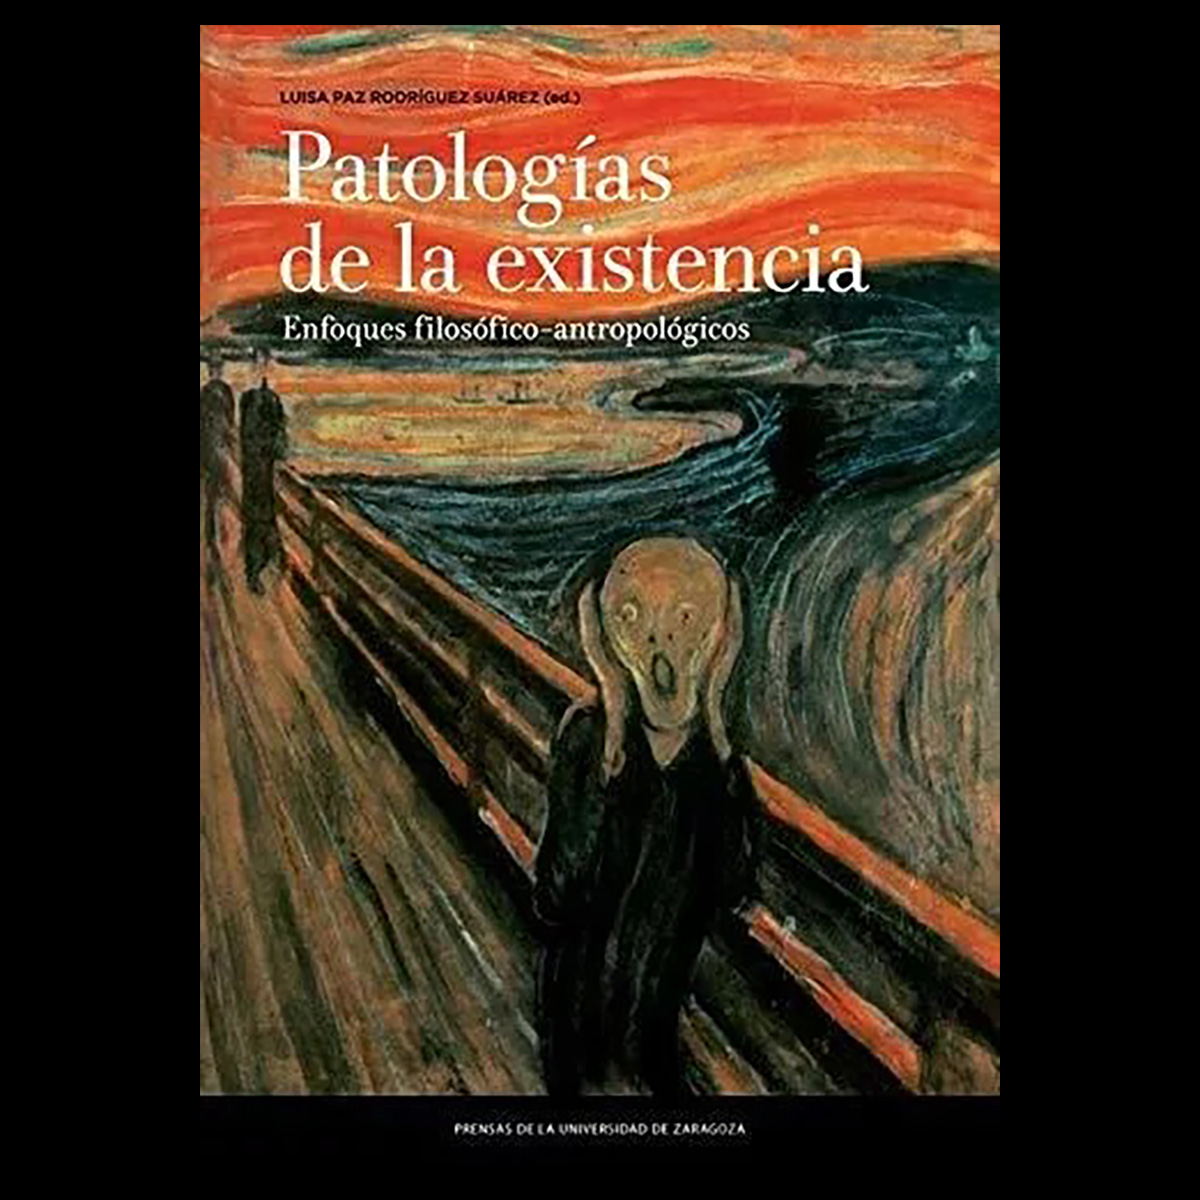 LUISA PAZ RODRÍGUEZ SUÁREZ (ed.)
Patologías
de la existencia
Enfoques filosófico-antropológicos
PRENSAS DE LA UNIVERSIDAD DE ZARAGOZA